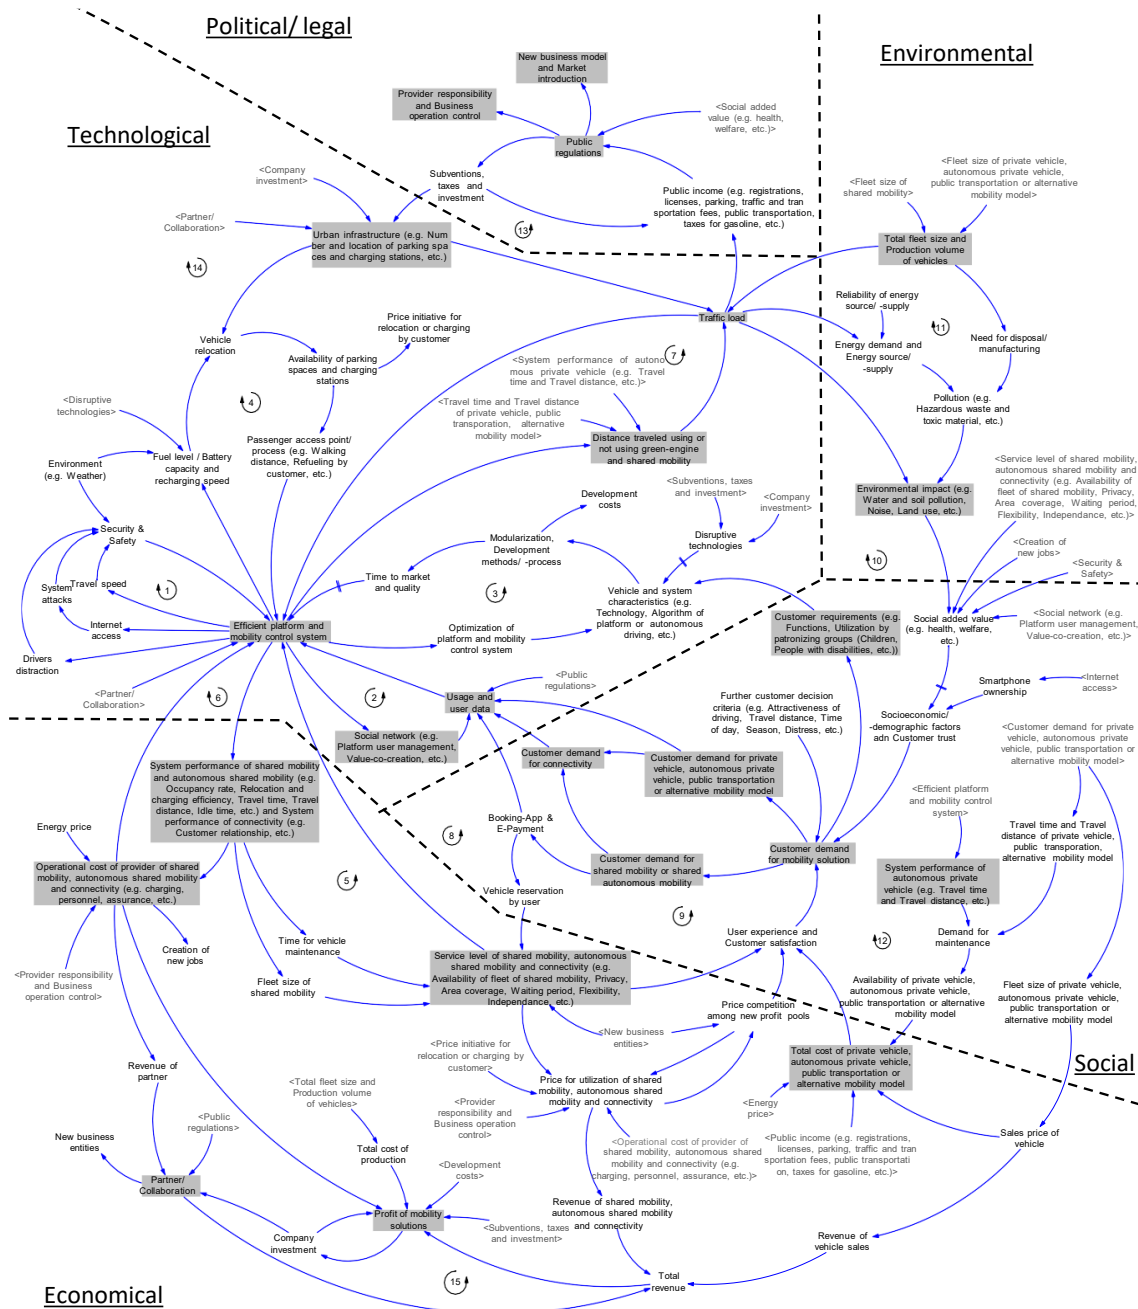 Political/ legal
Environmental
Technological
New business model
and Market
introduction
Provider responsibility
and Business
operation control
<Social added
value (e.g. health,
welfare, etc.)>
Public
regulations
<Company
investment>
Subventions,
taxes and
investment
Public income (e.g. registrations,
licenses, parking, traffic and tran
sportation fees, public transportation,
taxes for gasoline, etc.)
<Fleet size of
shared mobility>
<Fleet size of private vehicle,
autonomous private vehicle,
public transportation or alternative
mobility model>
<Partner/
Collaboration>
Urban infrastructure (e.g. Num
ber and location of parking spa
ces and charging stations, etc.)
13
14
Total fleet size and
Production volume
of vehicles
Reliability of energy
source/ -supply
11
Traffic load
Price initiative for
relocation or charging
by customer
Vehicle
relocation
Availability of parking
spaces and charging
stations
Energy demand and
Energy source/
-supply
Need for disposal/
manufacturing
7
<System performance of autono
mous private vehicle (e.g. Travel
time and Travel distance, etc.)>
<Disruptive
technologies>
4
<Travel time and Travel distance
of private vehicle, public
transporation, alternative
mobility model>
Pollution (e.g.
Hazardous waste and
toxic material, etc.)
Passenger access point/
process (e.g. Walking
distance, Refueling by
customer, etc.)
Distance traveled using or
not using green-engine
and shared mobility
Environment
(e.g. Weather)
Fuel level / Battery
capacity and
recharging speed
<Service level of shared mobility,
autonomous shared mobility and
connectivity (e.g. Availability of
fleet of shared mobility, Privacy,
Area coverage, Waiting period,
Flexibility, Independance, etc.)>
Environmental impact (e.g.
Water and soil pollution,
Noise, Land use, etc.)
Development
costs
<Subventions, taxes
and investment>
<Company
investment>
Security &
Safety
Modularization,
Development
methods/ -process
Disruptive
technologies
<Creation of
new jobs>
10
<Security &
Safety>
System
attacks
Travel speed
1
Time to market
and quality
3
Vehicle and system
characteristics (e.g.
Technology, Algorithm of
platform or autonomous
driving, etc.)
Internet
access
Efficient platform and
mobility control system
Optimization of
platform and mobility
control system
Customer requirements (e.g.
Functions, Utilization by
patronizing groups (Children,
People with disabilities, etc.))
Social added value
(e.g. health, welfare,
etc.)
<Social network (e.g.
Platform user management,
Value-co-creation, etc.)>
Drivers
distraction
<Partner/
Collaboration>
6
2
Usage and
user data
<Public
regulations>
Smartphone
ownership
<Internet
access>
Further customer decision
criteria (e.g. Attractiveness of
driving, Travel distance, Time of
day, Season, Distress, etc.)
Socioeconomic/
-demographic factors
adn Customer trust
Social network (e.g.
Platform user management,
Value-co-creation, etc.)
<Customer demand for private
vehicle, autonomous private
vehicle, public transportation or
alternative mobility model>
Customer demand
for connectivity
Customer demand for private
vehicle, autonomous private
vehicle, public transportation
or alternative mobility model
System performance of shared mobility
and autonomous shared mobility (e.g.
Occupancy rate, Relocation and
charging efficiency, Travel time, Travel
distance, Idle time, etc.) and System
performance of connectivity (e.g.
Customer relationship, etc.)
<Efficient platform
and mobility control
system>
Energy price
Booking-App &
E-Payment
8
Travel time and Travel
distance of private vehicle,
public transporation,
alternative mobility model
Customer demand
for mobility solution
Operational cost of provider of shared
mobility, autonomous shared mobility
and connectivity (e.g. charging,
personnel, assurance, etc.)
Customer demand for
shared mobility or shared
autonomous mobility
System performance of
autonomous private
vehicle (e.g. Travel time
and Travel distance, etc.)
5
Vehicle reservation
by user
9
12
Creation of
new jobs
Time for vehicle
maintenance
User experience and
Customer satisfaction
Demand for
maintenance
<Provider responsibility
and Business
operation control>
Fleet size of
shared mobility
Service level of shared mobility, autonomous
shared mobility and connectivity (e.g.
Availability of fleet of shared mobility, Privacy,
Area coverage, Waiting period, Flexibility,
Independance, etc.)
Availability of private vehicle,
autonomous private vehicle,
public transportation or alternative
mobility model
Fleet size of private vehicle,
autonomous private vehicle,
public transportation or
alternative mobility model
Price competition
among new profit pools
<New business
entities>
<Price initiative for
relocation or charging by
customer>
Total cost of private vehicle,
autonomous private vehicle,
public transportation or
alternative mobility model
Social
Revenue of
partner
<Total fleet size and
Production volume
of vehicles>
Price for utilization of shared
mobility, autonomous shared
mobility and connectivity
<Energy
price>
<Provider responsibility and
Business operation control>
<Public
regulations>
New business
entities
Total cost of
production
<Operational cost of provider of
shared mobility, autonomous shared
mobility and connectivity (e.g.
charging, personnel, assurance, etc.)>
<Public income (e.g. registrations,
licenses, parking, traffic and tran
sportation fees, public transportati
on, taxes for gasoline, etc.)>
Sales price of
vehicle
Partner/
Collaboration
<Development
costs>
Revenue of shared mobility,
autonomous shared mobility
and connectivity
Profit of mobility
solutions
<Subventions, taxes
and investment>
Company
investment
Revenue of
vehicle sales
15
Total
revenue
Economical